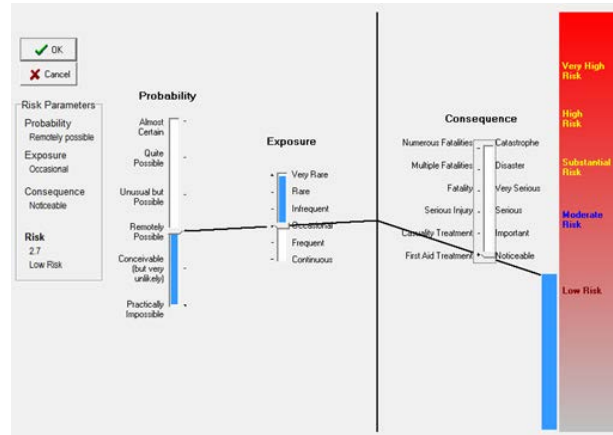 OK
Cancel
Risk Parameters
Probability
Remotely possible
Exposure
Occasional
Consequence
Noticeable
Risk
2.7
Low Risk
Probability
Almost
Certain
Quite
Possible
Unusual but
Possible
Remotely
Possible
Conceivable
(but very
unlikely)
Practically
Impossible
Exposure
Very Rare
Rare
Infrequent
Occasional
Frequent
Continuous
Consequence
Numerous Fatalities
Catastrophe
Multiple Fatalities
Disaster
Fatality
Very Serious
Serious Injury
Serious
Casualty Treatment
Important
First Aid Treatment
Noticeable
Very High
Risk
High
Risk
Substantial
Risk
Moderate
Risk
Low Risk